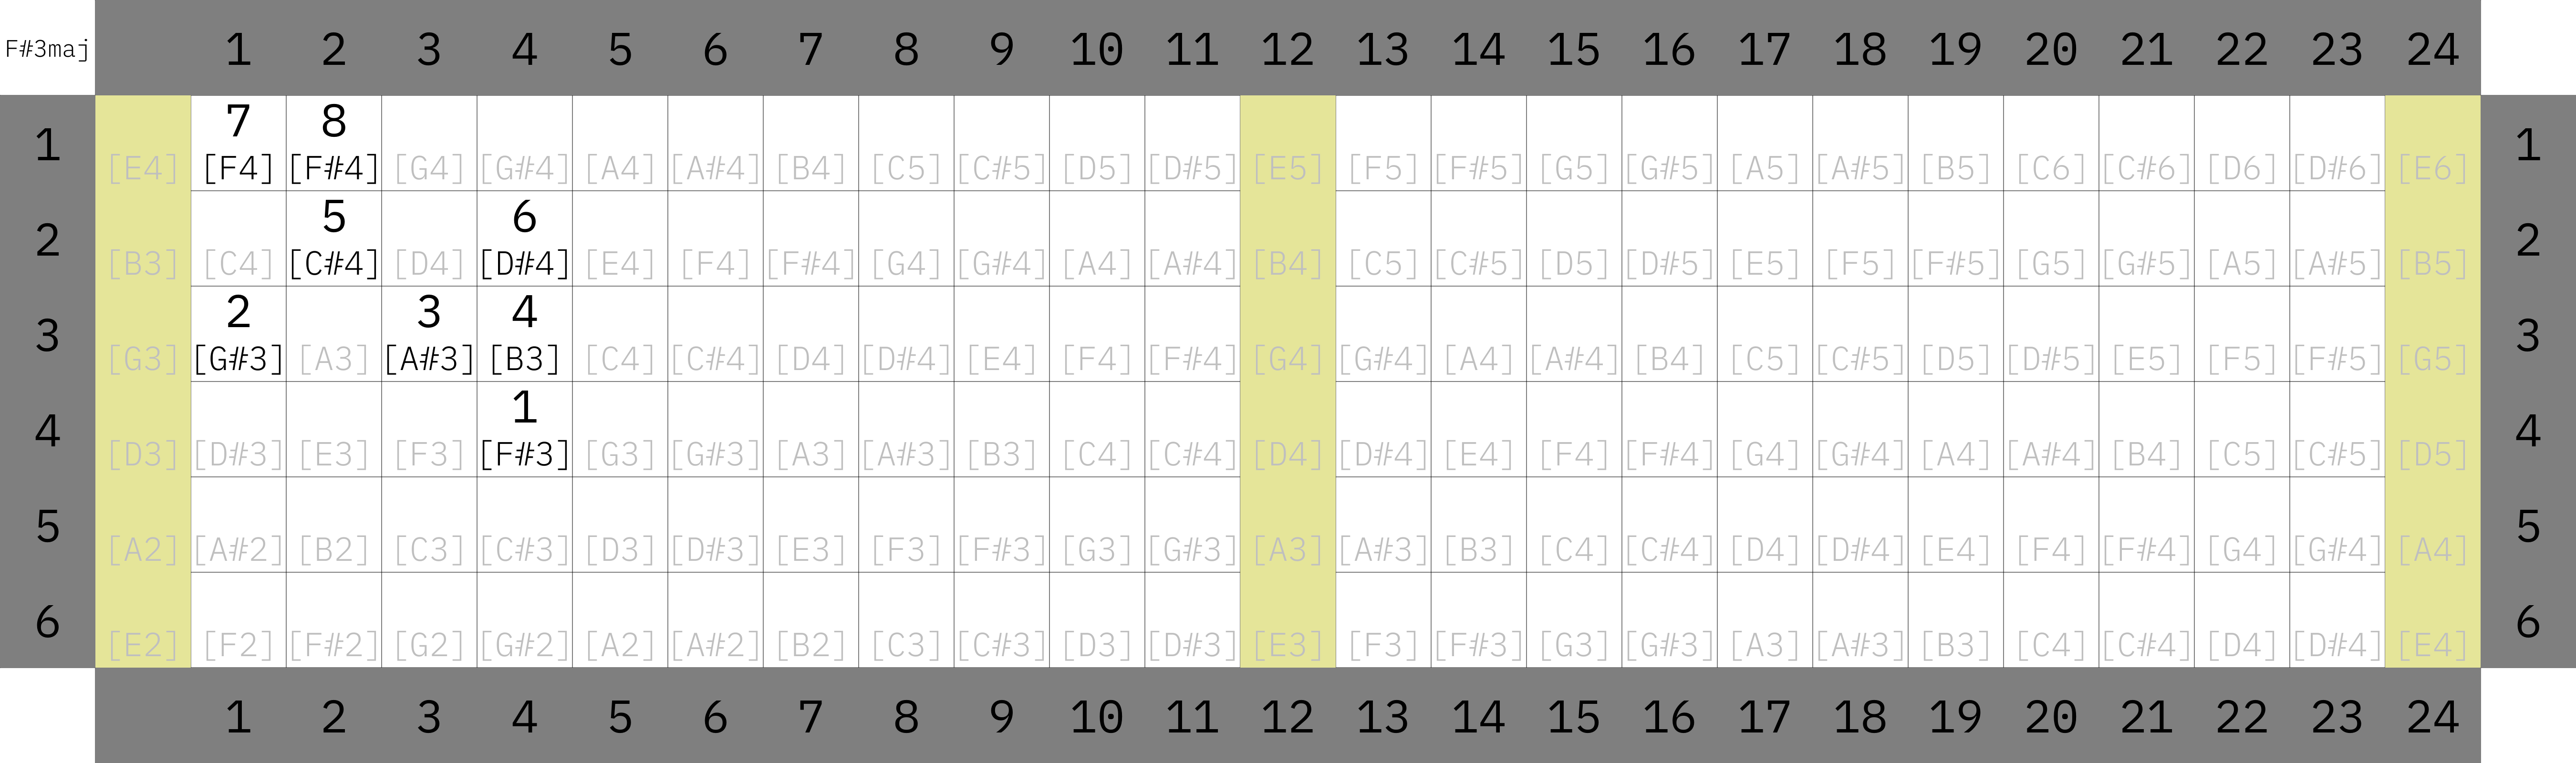 F#3maj 1 2 3 4 5 6 7 8 9 10 11 12 13 14 15 16 17 18 19 20 21 22 23 24
7 8
1 [E4] [F4] [F#4] [G4] [G#4] [A4] [A#4] [B4] [C5] [C#5] [D5] [D#5] [E5] [F5] [F#5] [G5] [G#5] [A5] [A#5] [B5] [C6] [C#6] [D6] [D#6] [E6] 1
5 6
2 [B3] [C4] [C#4] [D4] [D#4] [E4] [F4] [F#4] [G4] [G#4] [A4] [A#4] [B4] [C5] [C#5] [D5] [D#5] [E5] [F5] [F#5] [G5] [G#5] [A5] [A#5] [B5] 2
2 3 4
3 [G3] [G#3] [A3] [A#3] [B3] [C4] [C#4] [D4] [D#4] [E4] [F4] [F#4] [G4] [G#4] [A4] [A#4] [B4] [C5] [C#5] [D5] [D#5] [E5] [F5] [F#5] [G5] 3
1
4 [D3] [D#3] [E3] [F3] [F#3] [G3] [G#3] [A3] [A#3] [B3] [C4] [C#4] [D4] [D#4] [E4] [F4] [F#4] [G4] [G#4] [A4] [A#4] [B4] [C5] [C#5] [D5] 4
5 [A2] [A#2] [B2] [C3] [C#3] [D3] [D#3] [E3] [F3] [F#3] [G3] [G#3] [A3] [A#3] [B3] [C4] [C#4] [D4] [D#4] [E4] [F4] [F#4] [G4] [G#4] [A4] 5
6 [E2] [F2] [F#2] [G2] [G#2] [A2] [A#2] [B2] [C3] [C#3] [D3] [D#3] [E3] [F3] [F#3] [G3] [G#3] [A3] [A#3] [B3] [C4] [C#4] [D4] [D#4] [E4] 6
1 2 3 4 5 6 7 8 9 10 11 12 13 14 15 16 17 18 19 20 21 22 23 24